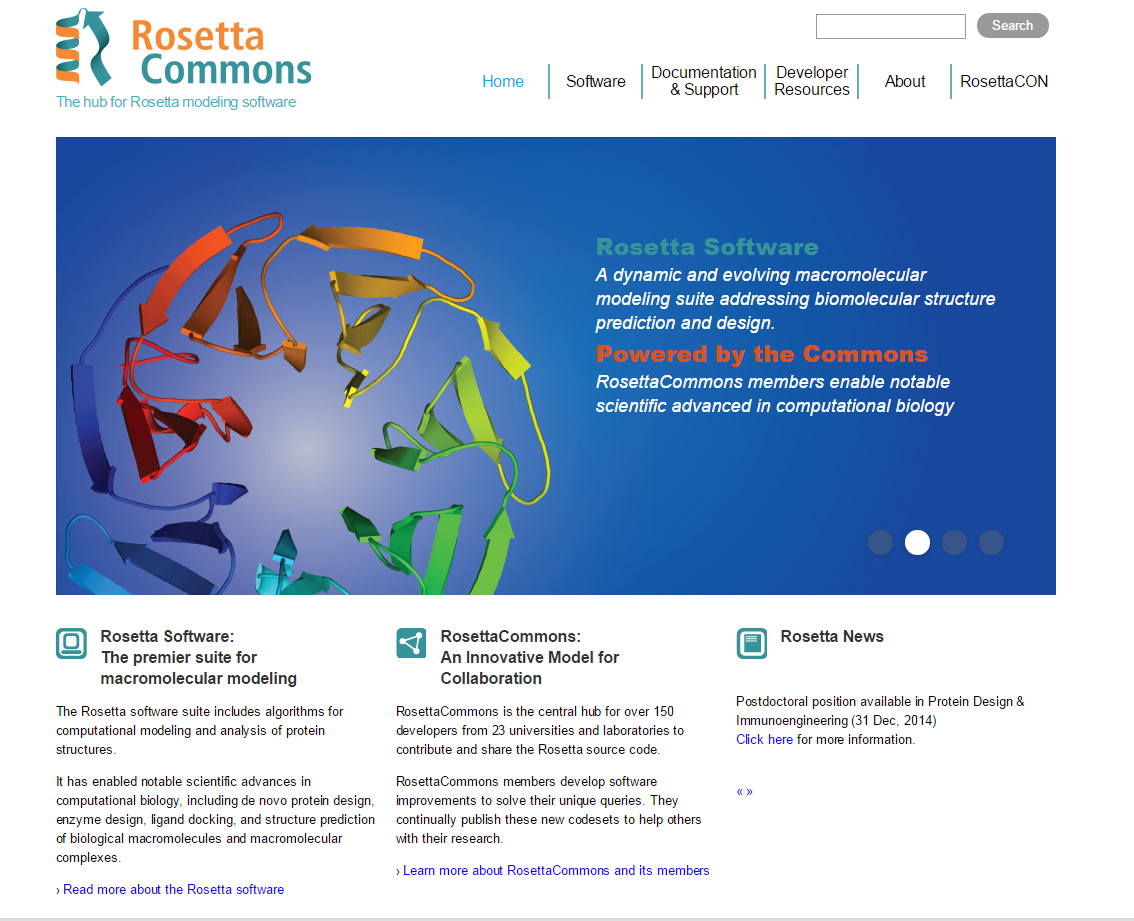 Rosetta
Commons
The hub for Rosetta modeling software
Search
Home
Software
Documentation
& Support
Developer
Resources
About
RosettaCON
Rosetta Software
A dynamic and evolving macromolecular
modeling suite addressing biomolecular structure
prediction and design.
Powered by the Commons
RosettaCommons members enable notable
scientific advanced in computational biology
Rosetta Software:
The premier suite for
macromolecular modeling
The Rosetta software suite includes algorithms for
computational modeling and analysis of protein
structures.
It has enabled notable scientific advances in
computational biology, including de novo protein design,
enzyme design, ligand docking, and structure prediction
of biological macromolecules and macromolecular
complexes.
› Read more about the Rosetta software
RosettaCommons:
An Innovative Model for
Collaboration
RosettaCommons is the central hub for over 150
developers from 23 universities and laboratories to
contribute and share the Rosetta source code.
RosettaCommons members develop software
improvements to solve their unique queries. They
continually publish these new codesets to help others
with their research.
› Learn more about RosettaCommons and its members
Rosetta News
Postdoctoral position available in Protein Design &
Immunoengineering (31 Dec, 2014)
Click here for more information.
« »